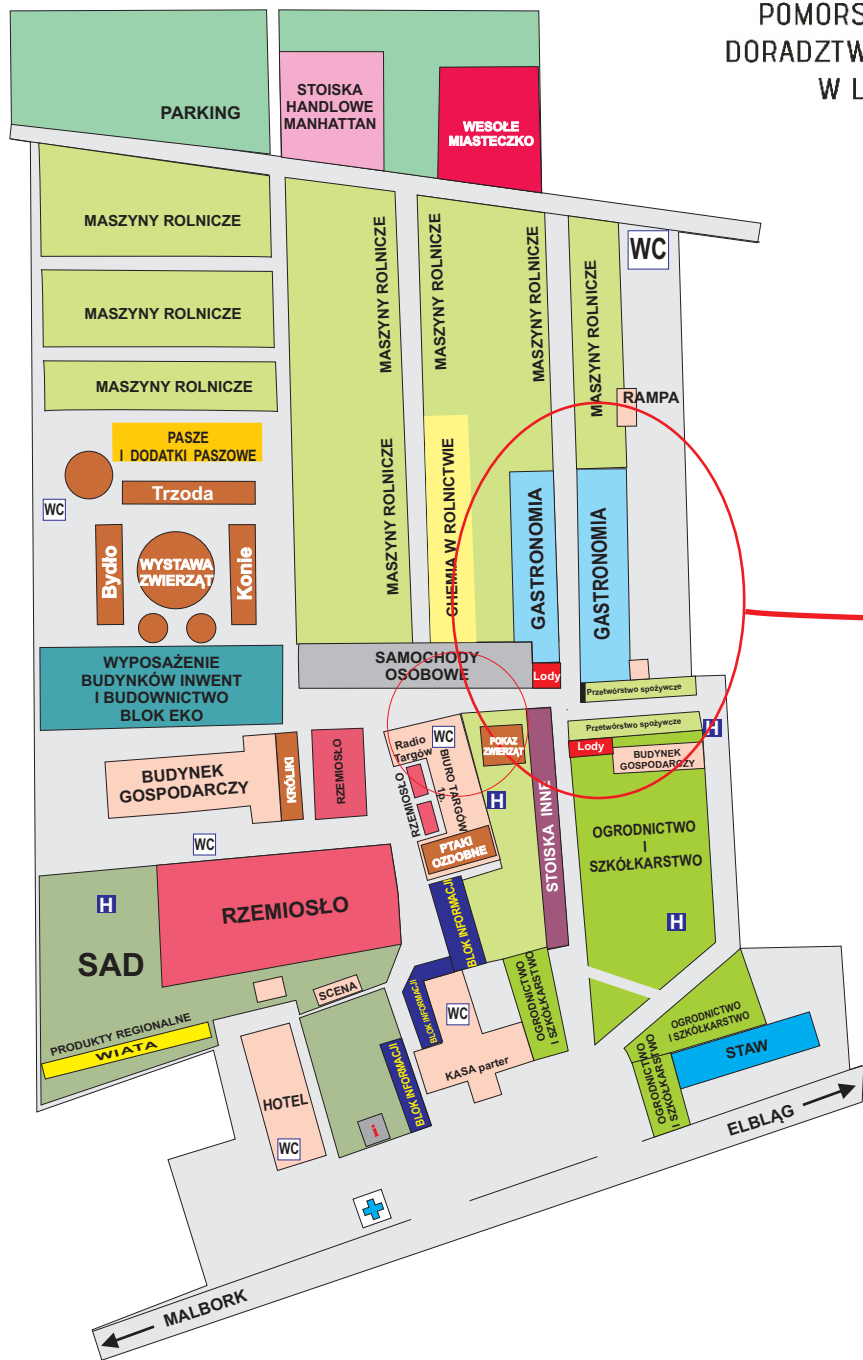 POMORS
DORADZTW
W L
PARKING
STOISKA
HANDLOWE
MANHATTAN
WESOŁE
MIASTECZKO
MASZYNY ROLNICZE
MASZYNY ROLNICZE
MASZYNY ROLNICZE
MASZYNY ROLNICZE
MASZYNY ROLNICZE
MASZYNY ROLNICZE
MASZYNY ROLNICZE
MASZYNY ROLNICZE
WC
RAMPA
PASZE
I DODATKI PASZOWE
Trzoda
WC
Bydło
WYSTAWA
ZWIERZĄT
Konie
CHEMIA W ROLNICTWIE
GASTRONOMIA
GASTRONOMIA
WYPOSAŻENIE
BUDYNKÓW INWENT
I BUDOWNICTWO
BLOK EKO
SAMOCHODY
OSOBOWE
Lody
Przetwórstwo spożywcze
Przetwórstwo spożywcze
H
Lody
BUDYNEK
GOSPODARCZY
BUDYNEK
GOSPODARCZY
KRÓLIKI
RZEMIOSŁO
Radio
Targów
WC
BIURO TARGÓW
1p.
RZEMIOSŁO
POKAZ
ZWIERZĄT
H
STOISKA INNE
PTAKI
OZDOBNE
OGRODNICTWO
I
SZKÓŁKARSTWO
H
WC
H
RZEMIOSŁO
SAD
BLOK INFORMACJI
BLOK INFORMACJI
BLOK INFORMACJI
SCENA
PRODUKTY REGIONALNE
WIATA
WC
KASA parter
OGRODNICTWO
I SZKÓŁKARSTWO
OGRODNICTWO
I SZKÓŁKARSTWO
OGRODNICTWO
I SZKÓŁKARSTWO
STAW
HOTEL
WC
i
ELBLĄG
MALBORK